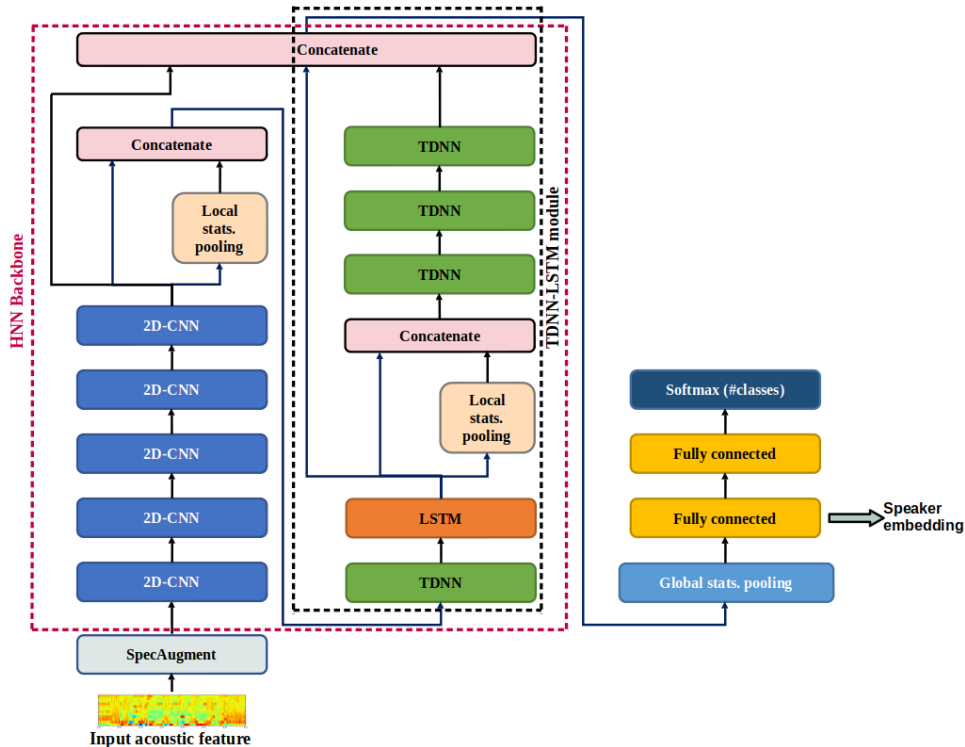 Concatenate
Concatenate
Local
stats.
pooling
2D-CNN
2D-CNN
2D-CNN
2D-CNN
2D-CNN
SpecAugment
Input acoustic feature
HNN Backbone
TDNN
TDNN
TDNN
Concatenate
Local
stats.
pooling
LSTM
TDNN
TDNN-LSTM module
Softmax (#classes)
Fully connected
Fully connected
Speaker
embedding
Global stats. pooling